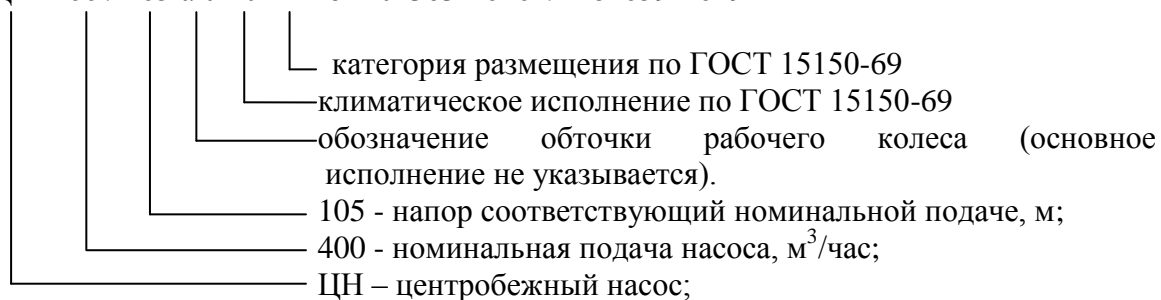 категория размещения по ГОСТ 15150-69
климатическое исполнение по ГОСТ 15150-69
обозначение обточки рабочего колеса (основное
исполнение не указывается).
105 - напор соответствующий номинальной подаче, м;
400 - номинальная подача насоса, м³/час;
ЦН – центробежный насос;